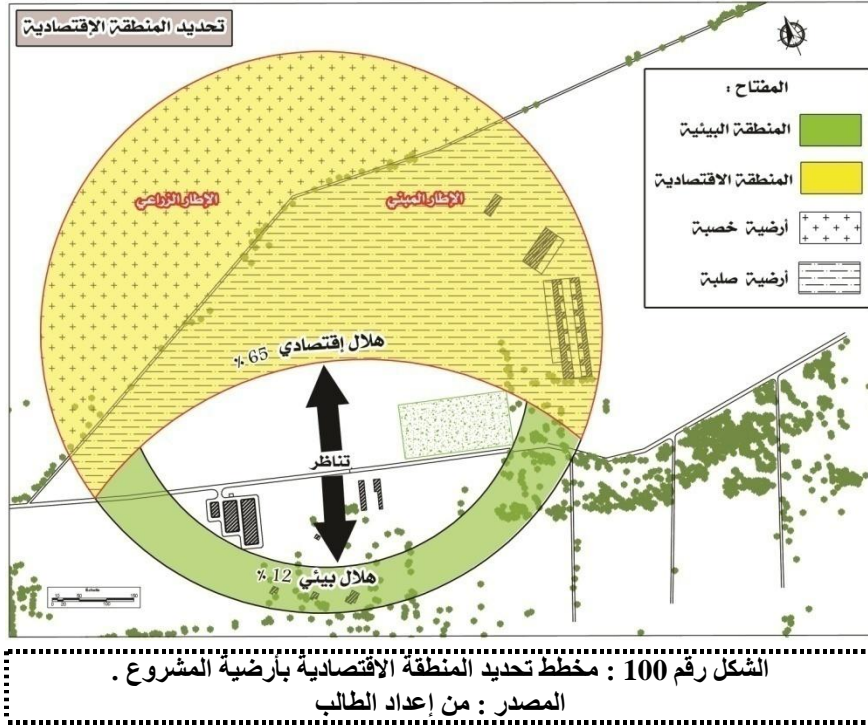 تحديد المنطقة الإقتصادية
المفتاح :
المنطقة البيئية
المنطقة الاقتصادية
أرضية خصبة
أرضية صلبة
الإطار المبني
الإطار الزراعي
هلال إقتصادي 65 %
تناظر
هلال بيئي 12 %
الشكل رقم 100 : مخطط تحديد المنطقة الاقتصادية بأرضية المشروع .
المصدر : من إعداد الطالب